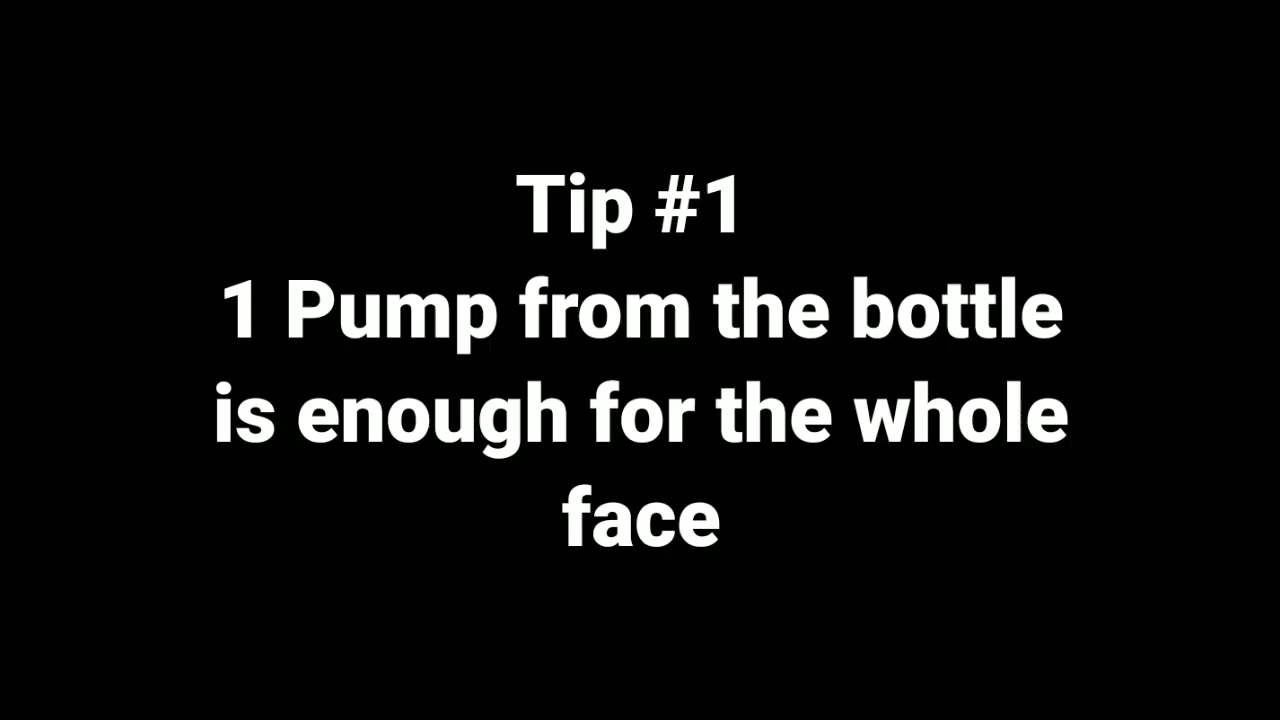 Tip #1
1 Pump from the bottle
is enough for the whole
face